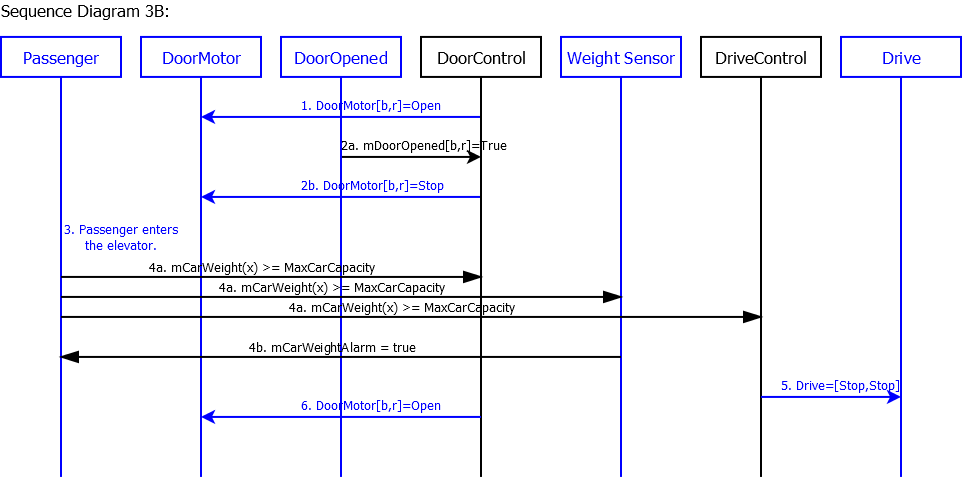 Sequence Diagram 3B:
Passenger
DoorMotor
DoorOpened
DoorControl
Weight Sensor
DriveControl
Drive
1. DoorMotor[b,r]=Open
2a. mDoorOpened[b,r]=True
2b. DoorMotor[b,r]=Stop
3. Passenger enters
the elevator.
4a. mCarWeight(x) >= MaxCarCapacity
4a. mCarWeight(x) >= MaxCarCapacity
4a. mCarWeight(x) >= MaxCarCapacity
4b. mCarWeightAlarm = true
5. Drive=[Stop,Stop]
6. DoorMotor[b,r]=Open